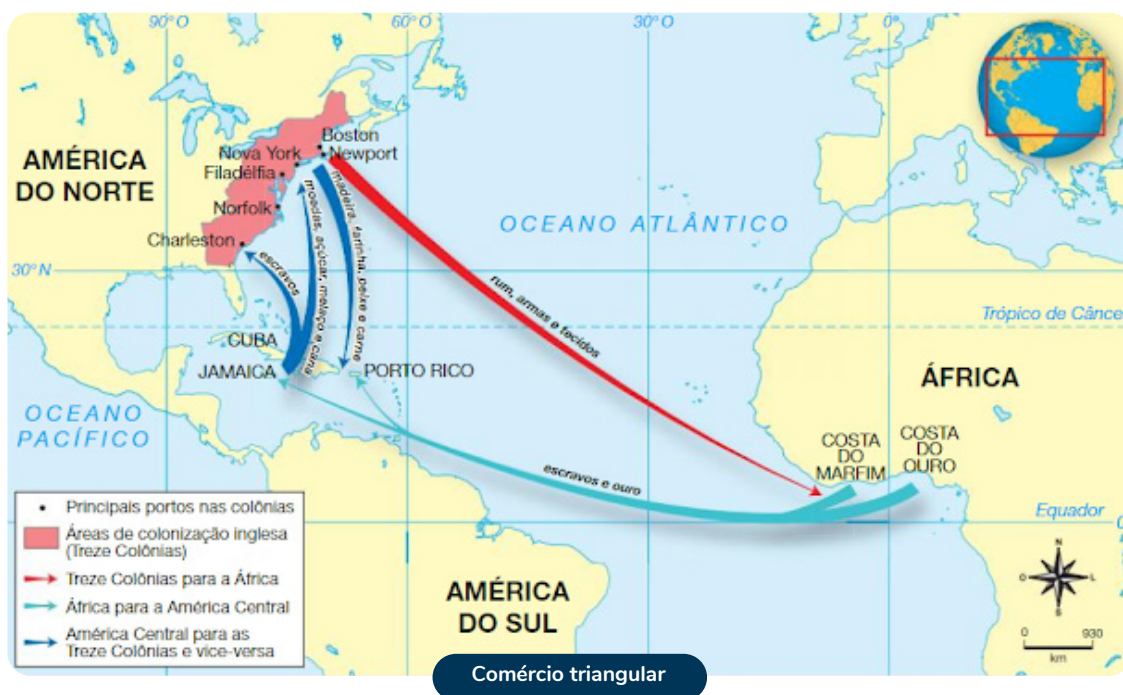 90° O
60° O
30° O
0°
AMÉRICA
DO NORTE
Boston
Nova York
Newport
Filadélfia
Norfolk
Charleston
30° N
OCEANO ATLÂNTICO
escravos
moedas, açúcar, melaço e cana
madeira, farinha, peixe e carne
rum, armas e tecidos
Trópico de Cânce
CUBA
JAMAICA
PORTO RICO
OCEANO
PACÍFICO
ÁFRICA
COSTA
DO
MARFIM
COSTA
DO
OURO
escravos e ouro
Equador
0
AMÉRICA
DO SUL
Principais portos nas colônias
Áreas de colonização inglesa
(Treze Colônias)
Treze Colônias para a África
África para a América Central
América Central para as
Treze Colônias e vice-versa
N
O
L
S
0
930
km
Comércio triangular